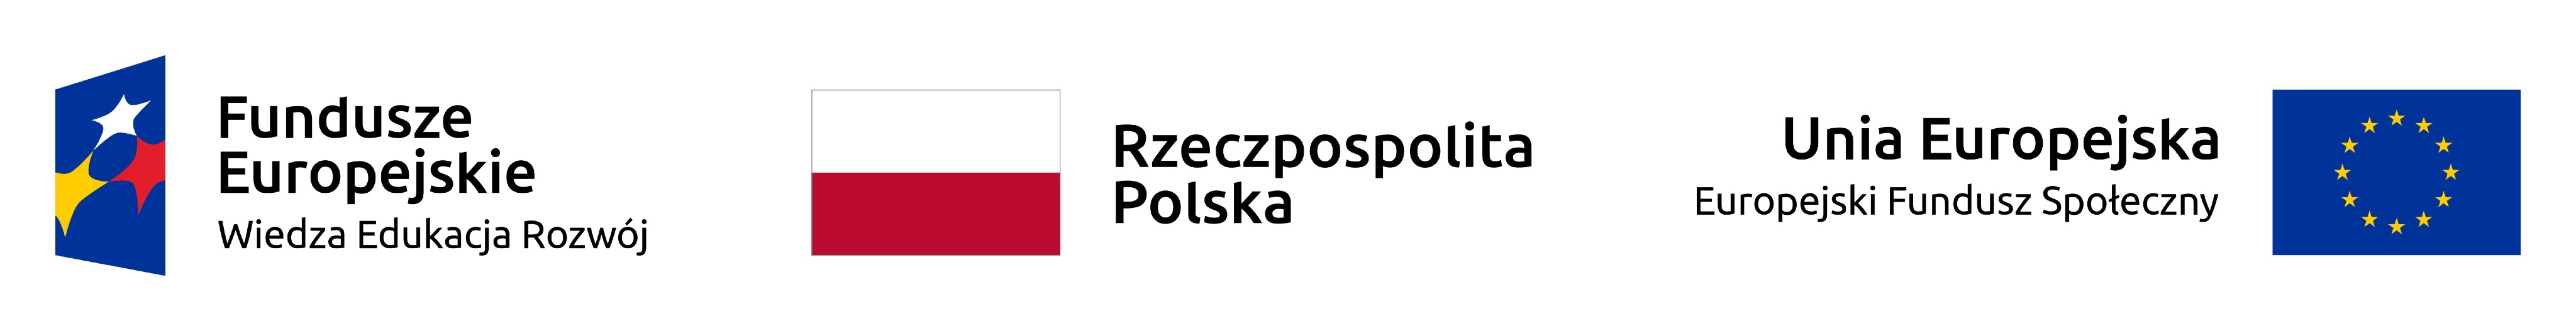 Fundusze
Europejskie
Wiedza Edukacja Rozwój
Rzeczpospolita
Polska
Unia Europejska
Europejski Fundusz Społeczny